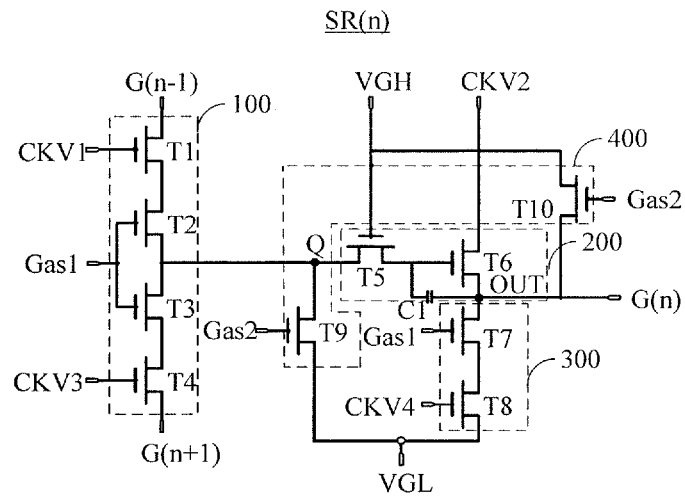 SR(n)
G(n-1)
100
VGH
CKV2
CKV1
T1
400
T2
T10
Gas2
Gas1
Q
200
T5
T6
OUT
T3
C1
G(n)
Gas2
T9
Gas1
T7
300
CKV3
T4
CKV4
T8
G(n+1)
VGL